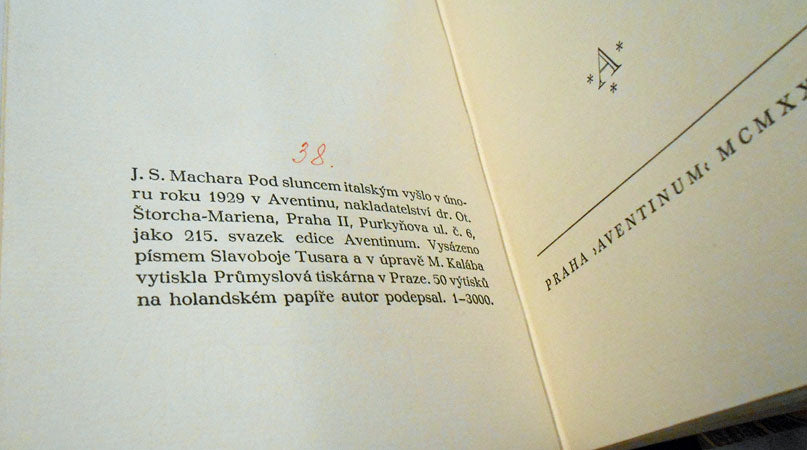 38.
J. S. Machara Pod sluncem italským vyšlo v úno-
ru roku 1929 v Aventinu, nakladatelství dr. Ot.
Štorcha-Mariena, Praha II, Purkyňova ul. č. 6,
jako 215. svazek edice Aventinum. Vysázeno
písmem Slavoboje Tusara a v úpravě M. Kalába
vytiskla Průmyslová tiskárna v Praze. 50 výtisků
na holandském papíře autor podepsal. 1–3000.
A
PRAHA ›AVENTINUM‹ MCMXX